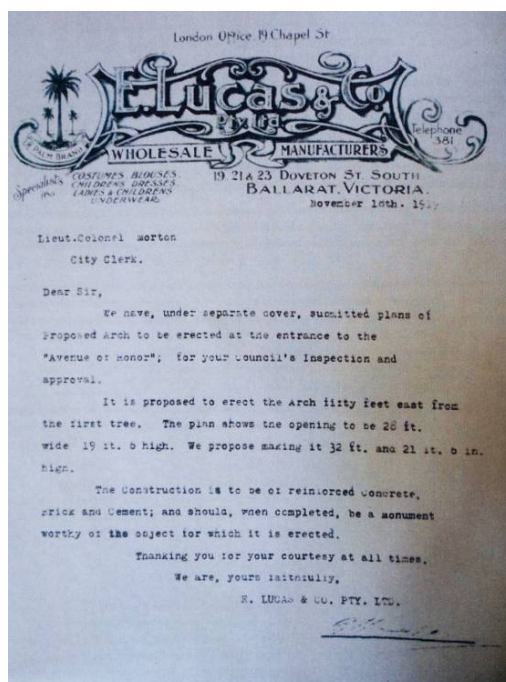 London Office 19 Chapel St
E. Lucas & Co.
Pty Ltd
Palm Brand
Telephone
381
WHOLESALE MANUFACTURERS
Specialists
in
COSTUMES. BLOUSES.
CHILDRENS DRESSES.
LADIES & CHILDRENS
UNDERWEAR.
19. 21 & 23 DOVETON ST. SOUTH
BALLARAT. VICTORIA.
November 18th.
Lieut.Colonel Morton
City Clerk.
Dear Sir,
We have, under separate cover, submitted plans of
Proposed Arch to be erected at the entrance to the
"Avenue of Honor"; for your Council's Inspection and
approval.
It is proposed to erect the Arch fifty feet east from
the first tree. The plan shows the opening to be 28 ft.
wide 19 ft. 6 high. We propose making it 32 ft. and 21 ft. 6 in.
high.
The Construction is to be of reinforced Concrete,
Brick and Cement; and should, when completed, be a monument
worthy of the object for which it is erected.
Thanking you for your courtesy at all times,
We are, yours faithfully,
E. LUCAS & CO. PTY. LTD.